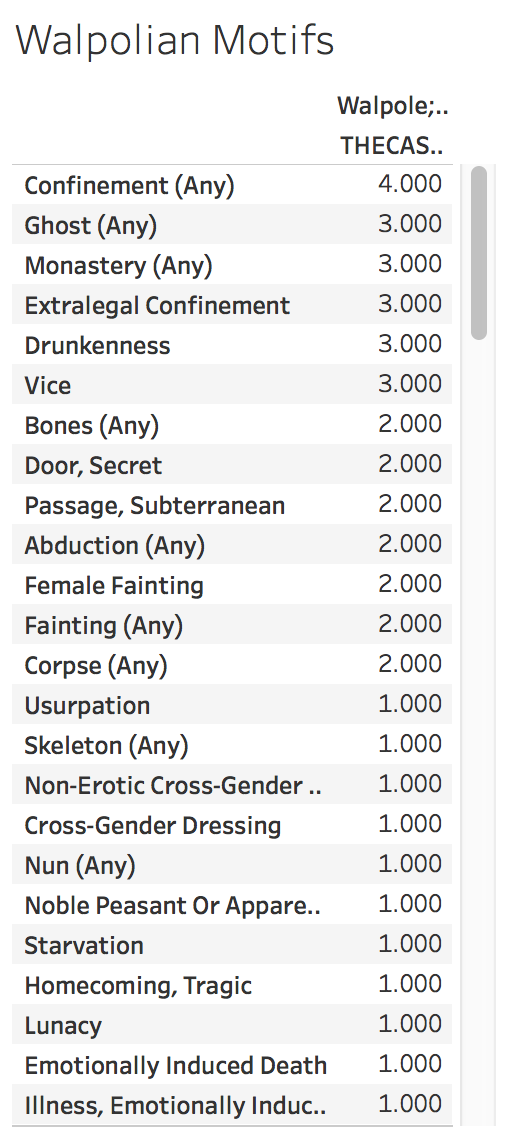 Walpolian Motifs
Walpole;..
THECAS..
Confinement (Any) 4.000
Ghost (Any) 3.000
Monastery (Any) 3.000
Extralegal Confinement 3.000
Drunkenness 3.000
Vice 3.000
Bones (Any) 2.000
Door, Secret 2.000
Passage, Subterranean 2.000
Abduction (Any) 2.000
Female Fainting 2.000
Fainting (Any) 2.000
Corpse (Any) 2.000
Usurpation 1.000
Skeleton (Any) 1.000
Non-Erotic Cross-Gender .. 1.000
Cross-Gender Dressing 1.000
Nun (Any) 1.000
Noble Peasant Or Appare.. 1.000
Starvation 1.000
Homecoming, Tragic 1.000
Lunacy 1.000
Emotionally Induced Death 1.000
Illness, Emotionally Induc.. 1.000